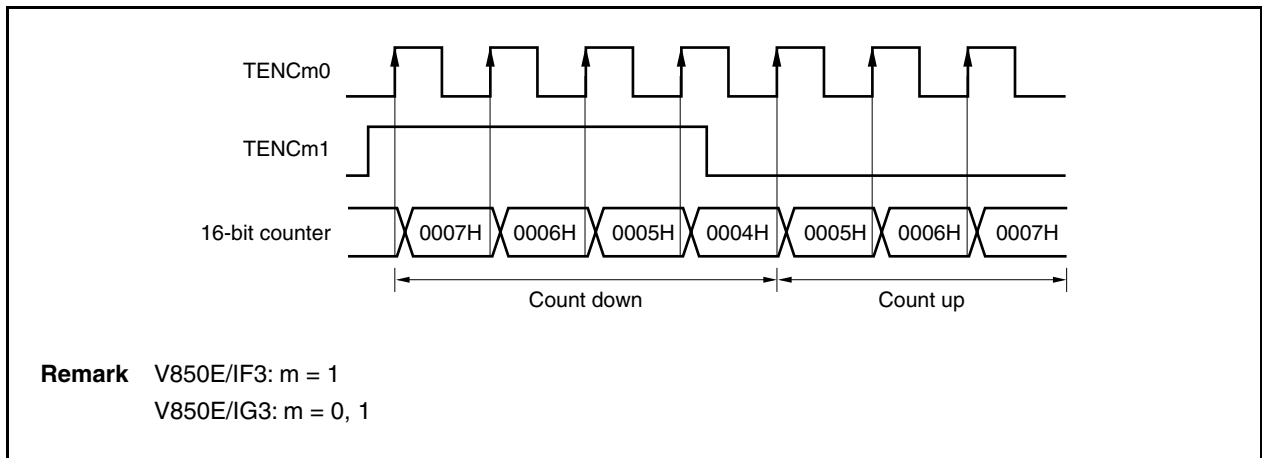 TENCm0
TENCm1
16-bit counter
0007H 0006H 0005H 0004H 0005H 0006H 0007H
Count down Count up
Remark V850E/IF3: m = 1
V850E/IG3: m = 0, 1